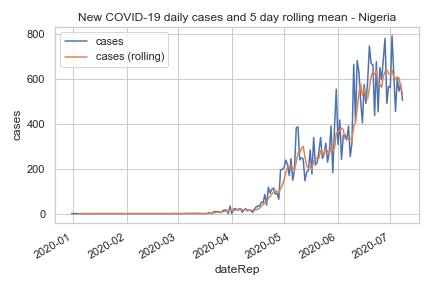 New COVID-19 daily cases and 5 day rolling mean - Nigeria
cases
cases (rolling)
800
600
400
200
0
cases
2020-01
2020-02
2020-03
2020-04
2020-05
2020-06
2020-07
dateRep